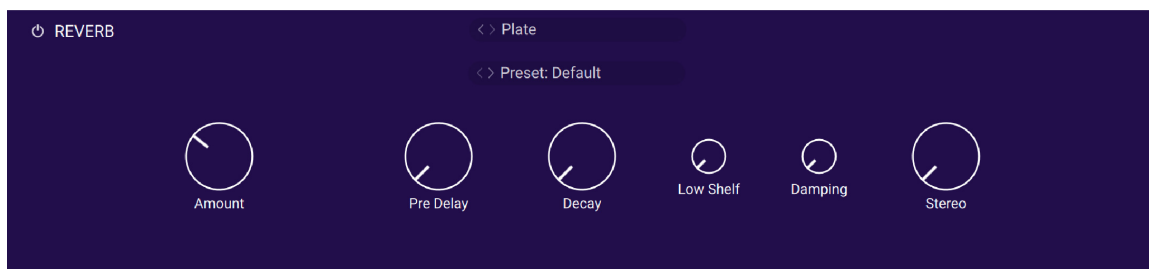 REVERB
Plate
Preset: Default
Amount
Pre Delay
Decay
Low Shelf
Damping
Stereo